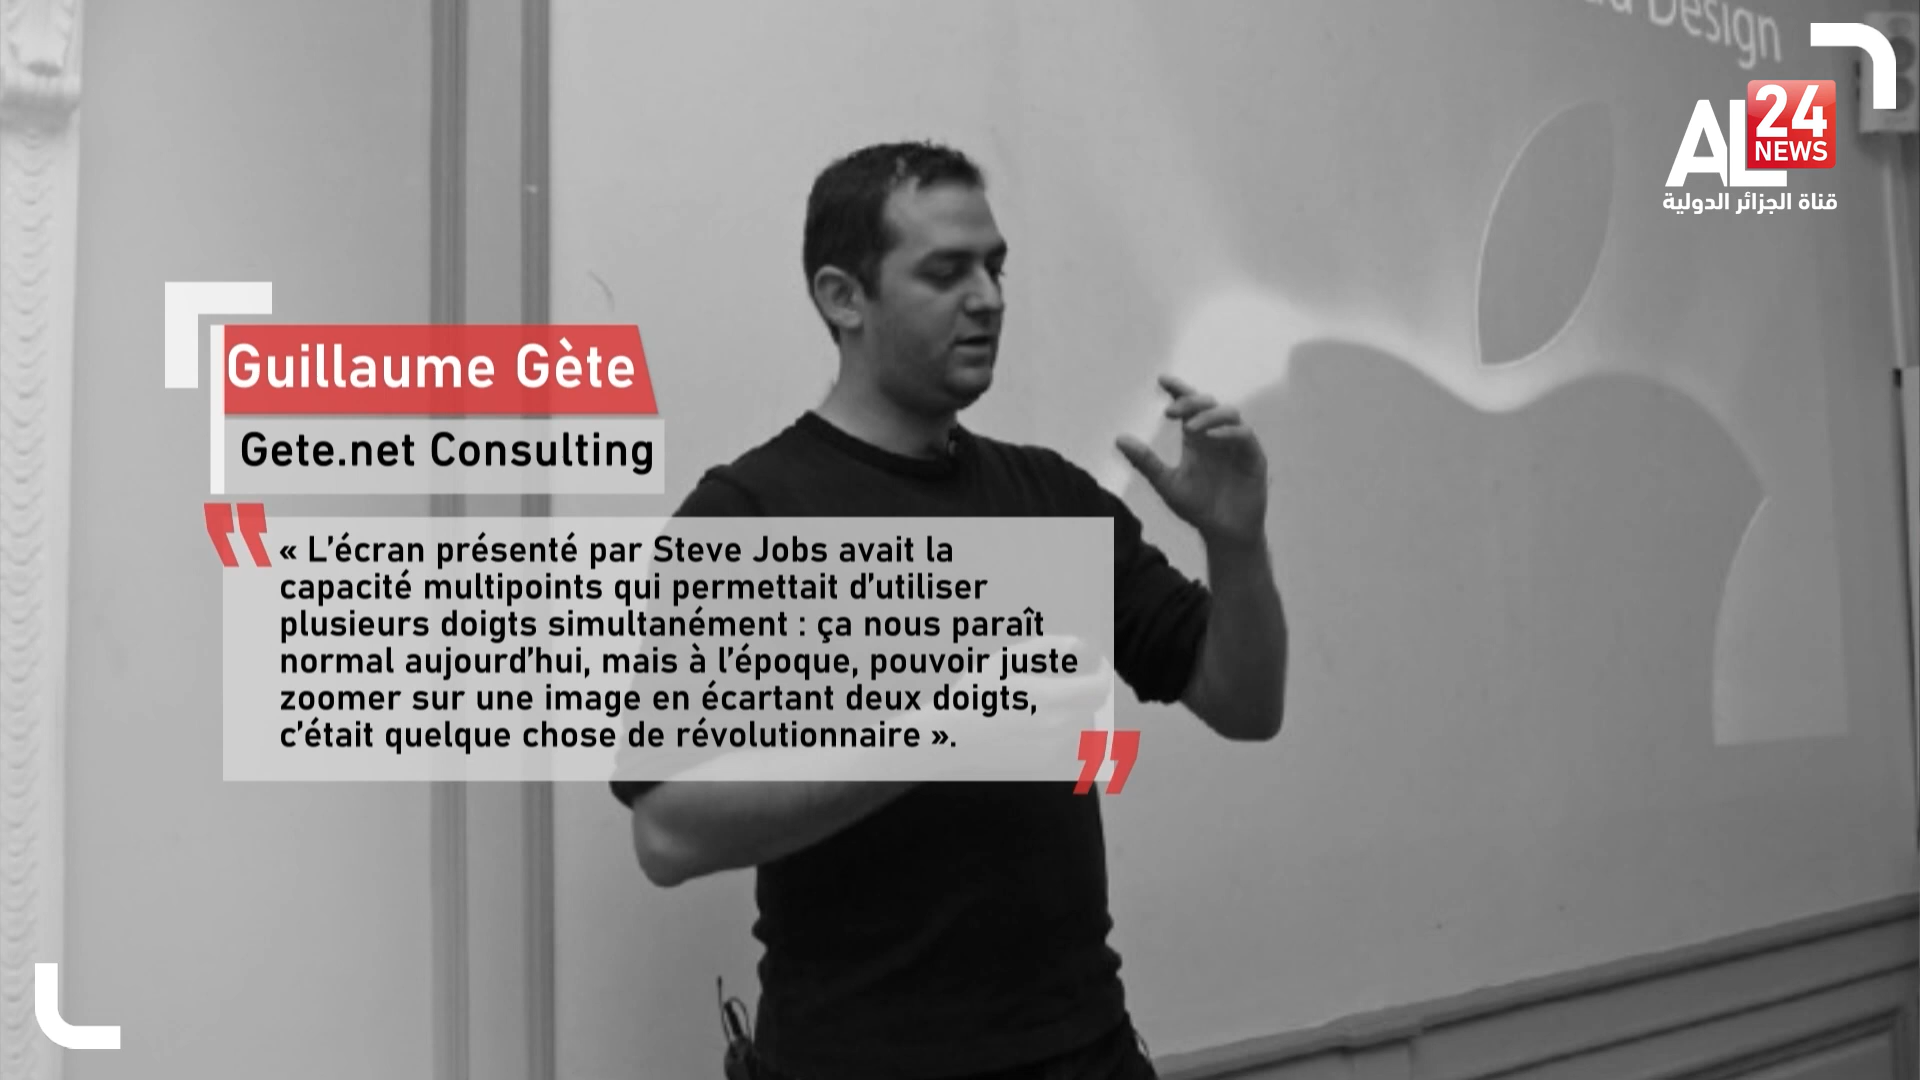 Design
AL
24
NEWS
قناة الجزائر الدولية
Guillaume Gète
Gete.net Consulting
« L’écran présenté par Steve Jobs avait la
capacité multipoints qui permettait d’utiliser
plusieurs doigts simultanément : ça nous paraît
normal aujourd’hui, mais à l’époque, pouvoir juste
zoomer sur une image en écartant deux doigts,
c’était quelque chose de révolutionnaire ».